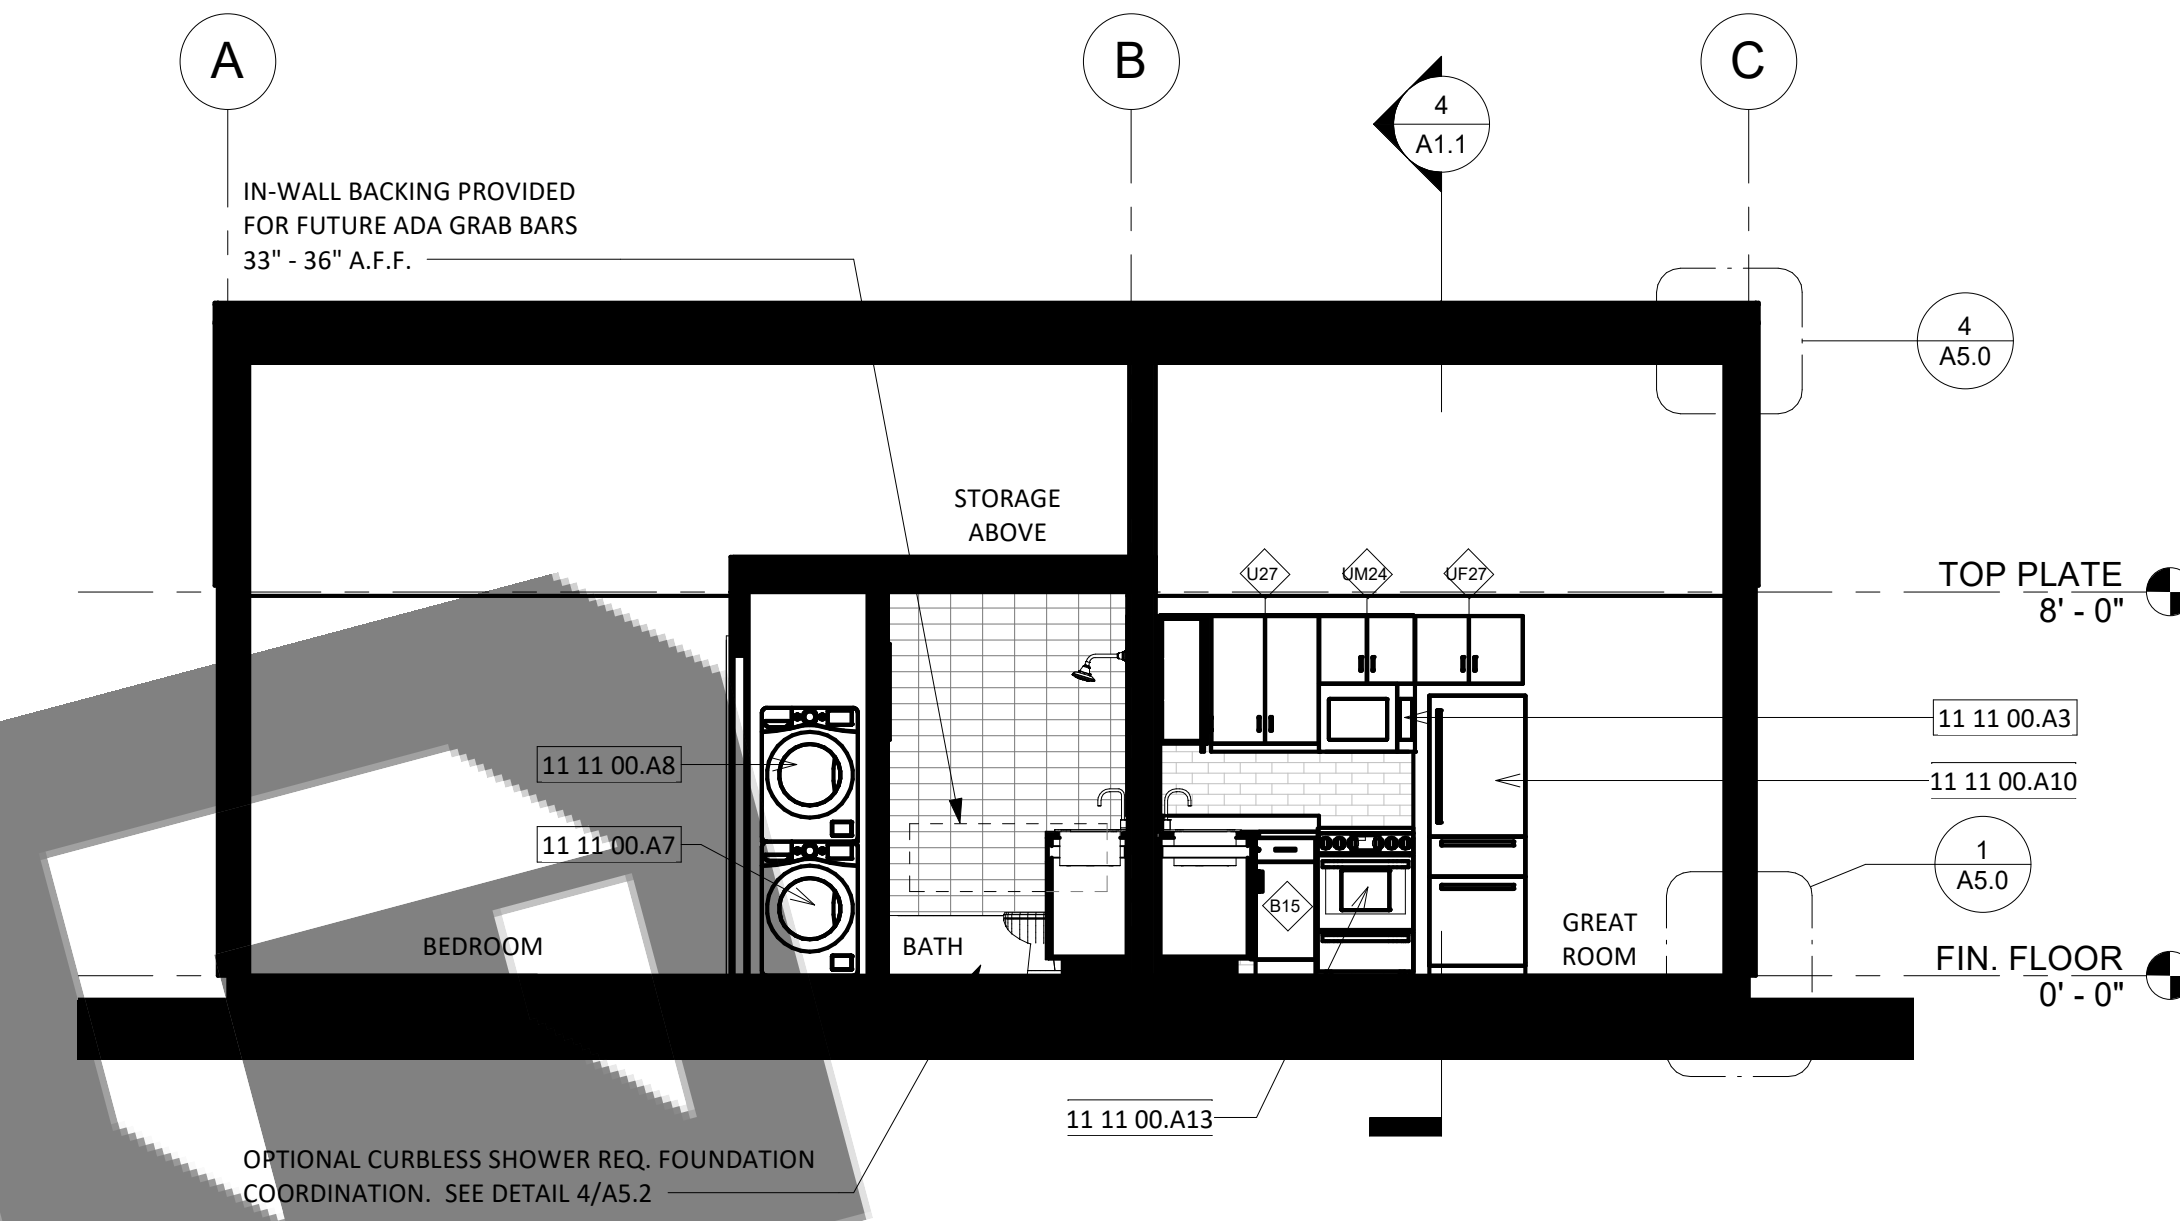 A
B
C
4
A1.1
IN-WALL BACKING PROVIDED
FOR FUTURE ADA GRAB BARS
33" - 36" A.F.F.
4
A5.0
STORAGE
ABOVE
U27
UM24
UF27
TOP PLATE
8' - 0"
11 11 00.A3
11 11 00.A8
11 11 00.A10
11 11 00.A7
1
A5.0
B15
GREAT
ROOM
BEDROOM
BATH
FIN. FLOOR
0' - 0"
11 11 00.A13
OPTIONAL CURBLESS SHOWER REQ. FOUNDATION
COORDINATION.  SEE DETAIL 4/A5.2